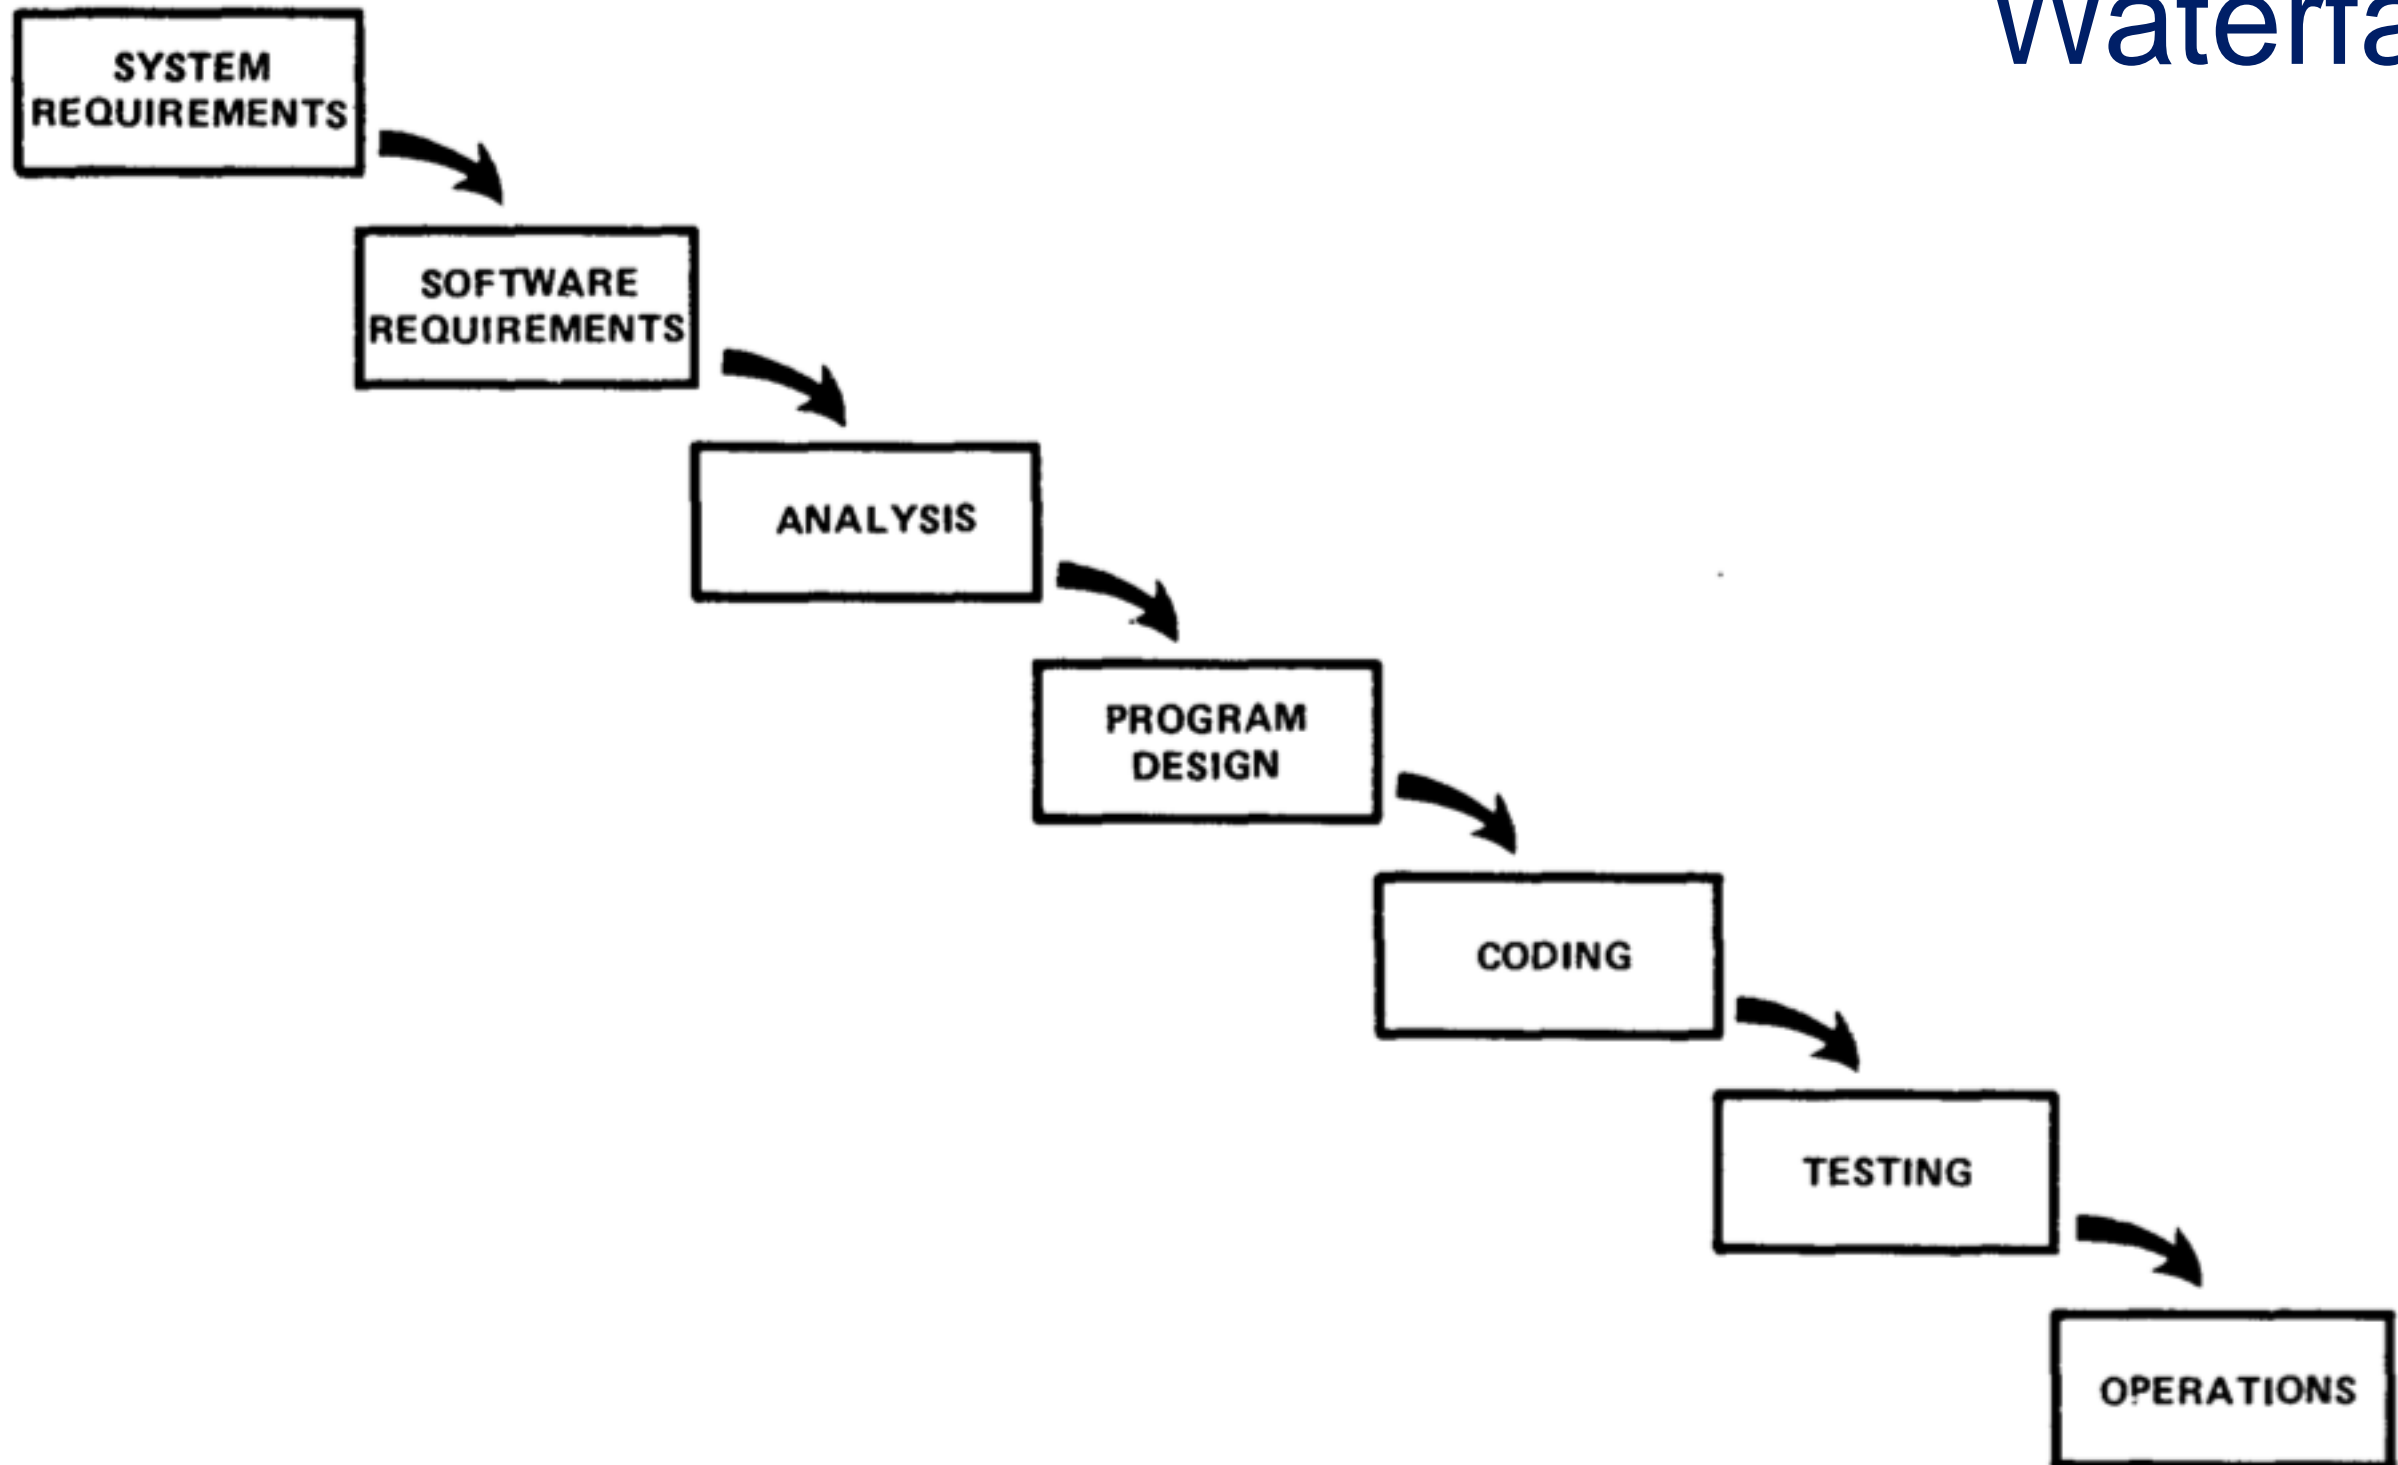 Waterfa
SYSTEM
REQUIREMENTS
SOFTWARE
REQUIREMENTS
ANALYSIS
PROGRAM
DESIGN
CODING
TESTING
OPERATIONS